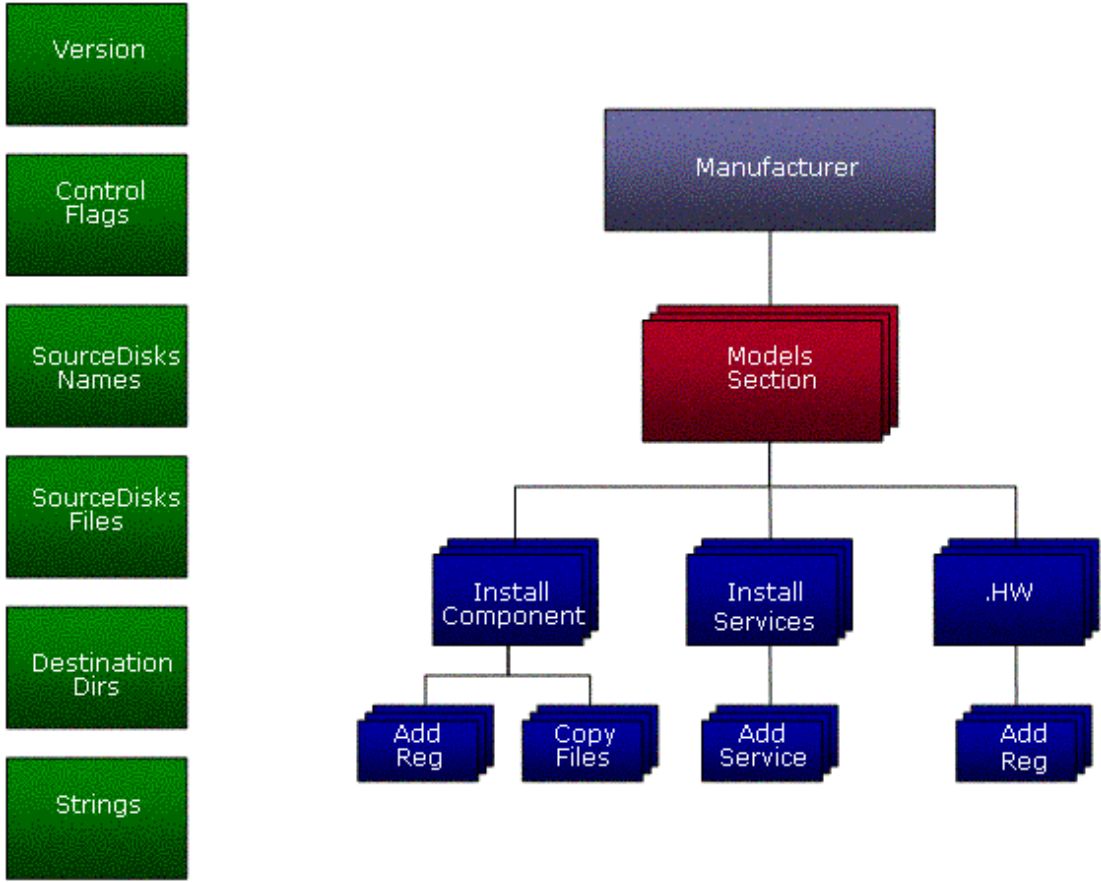 Version
Control
Flags
SourceDisks
Names
SourceDisks
Files
Destination
Dirs
Strings
Manufacturer
Models
Section
Install
Component
Install
Services
.HW
Add
Reg
Copy
Files
Add
Service
Add
Reg